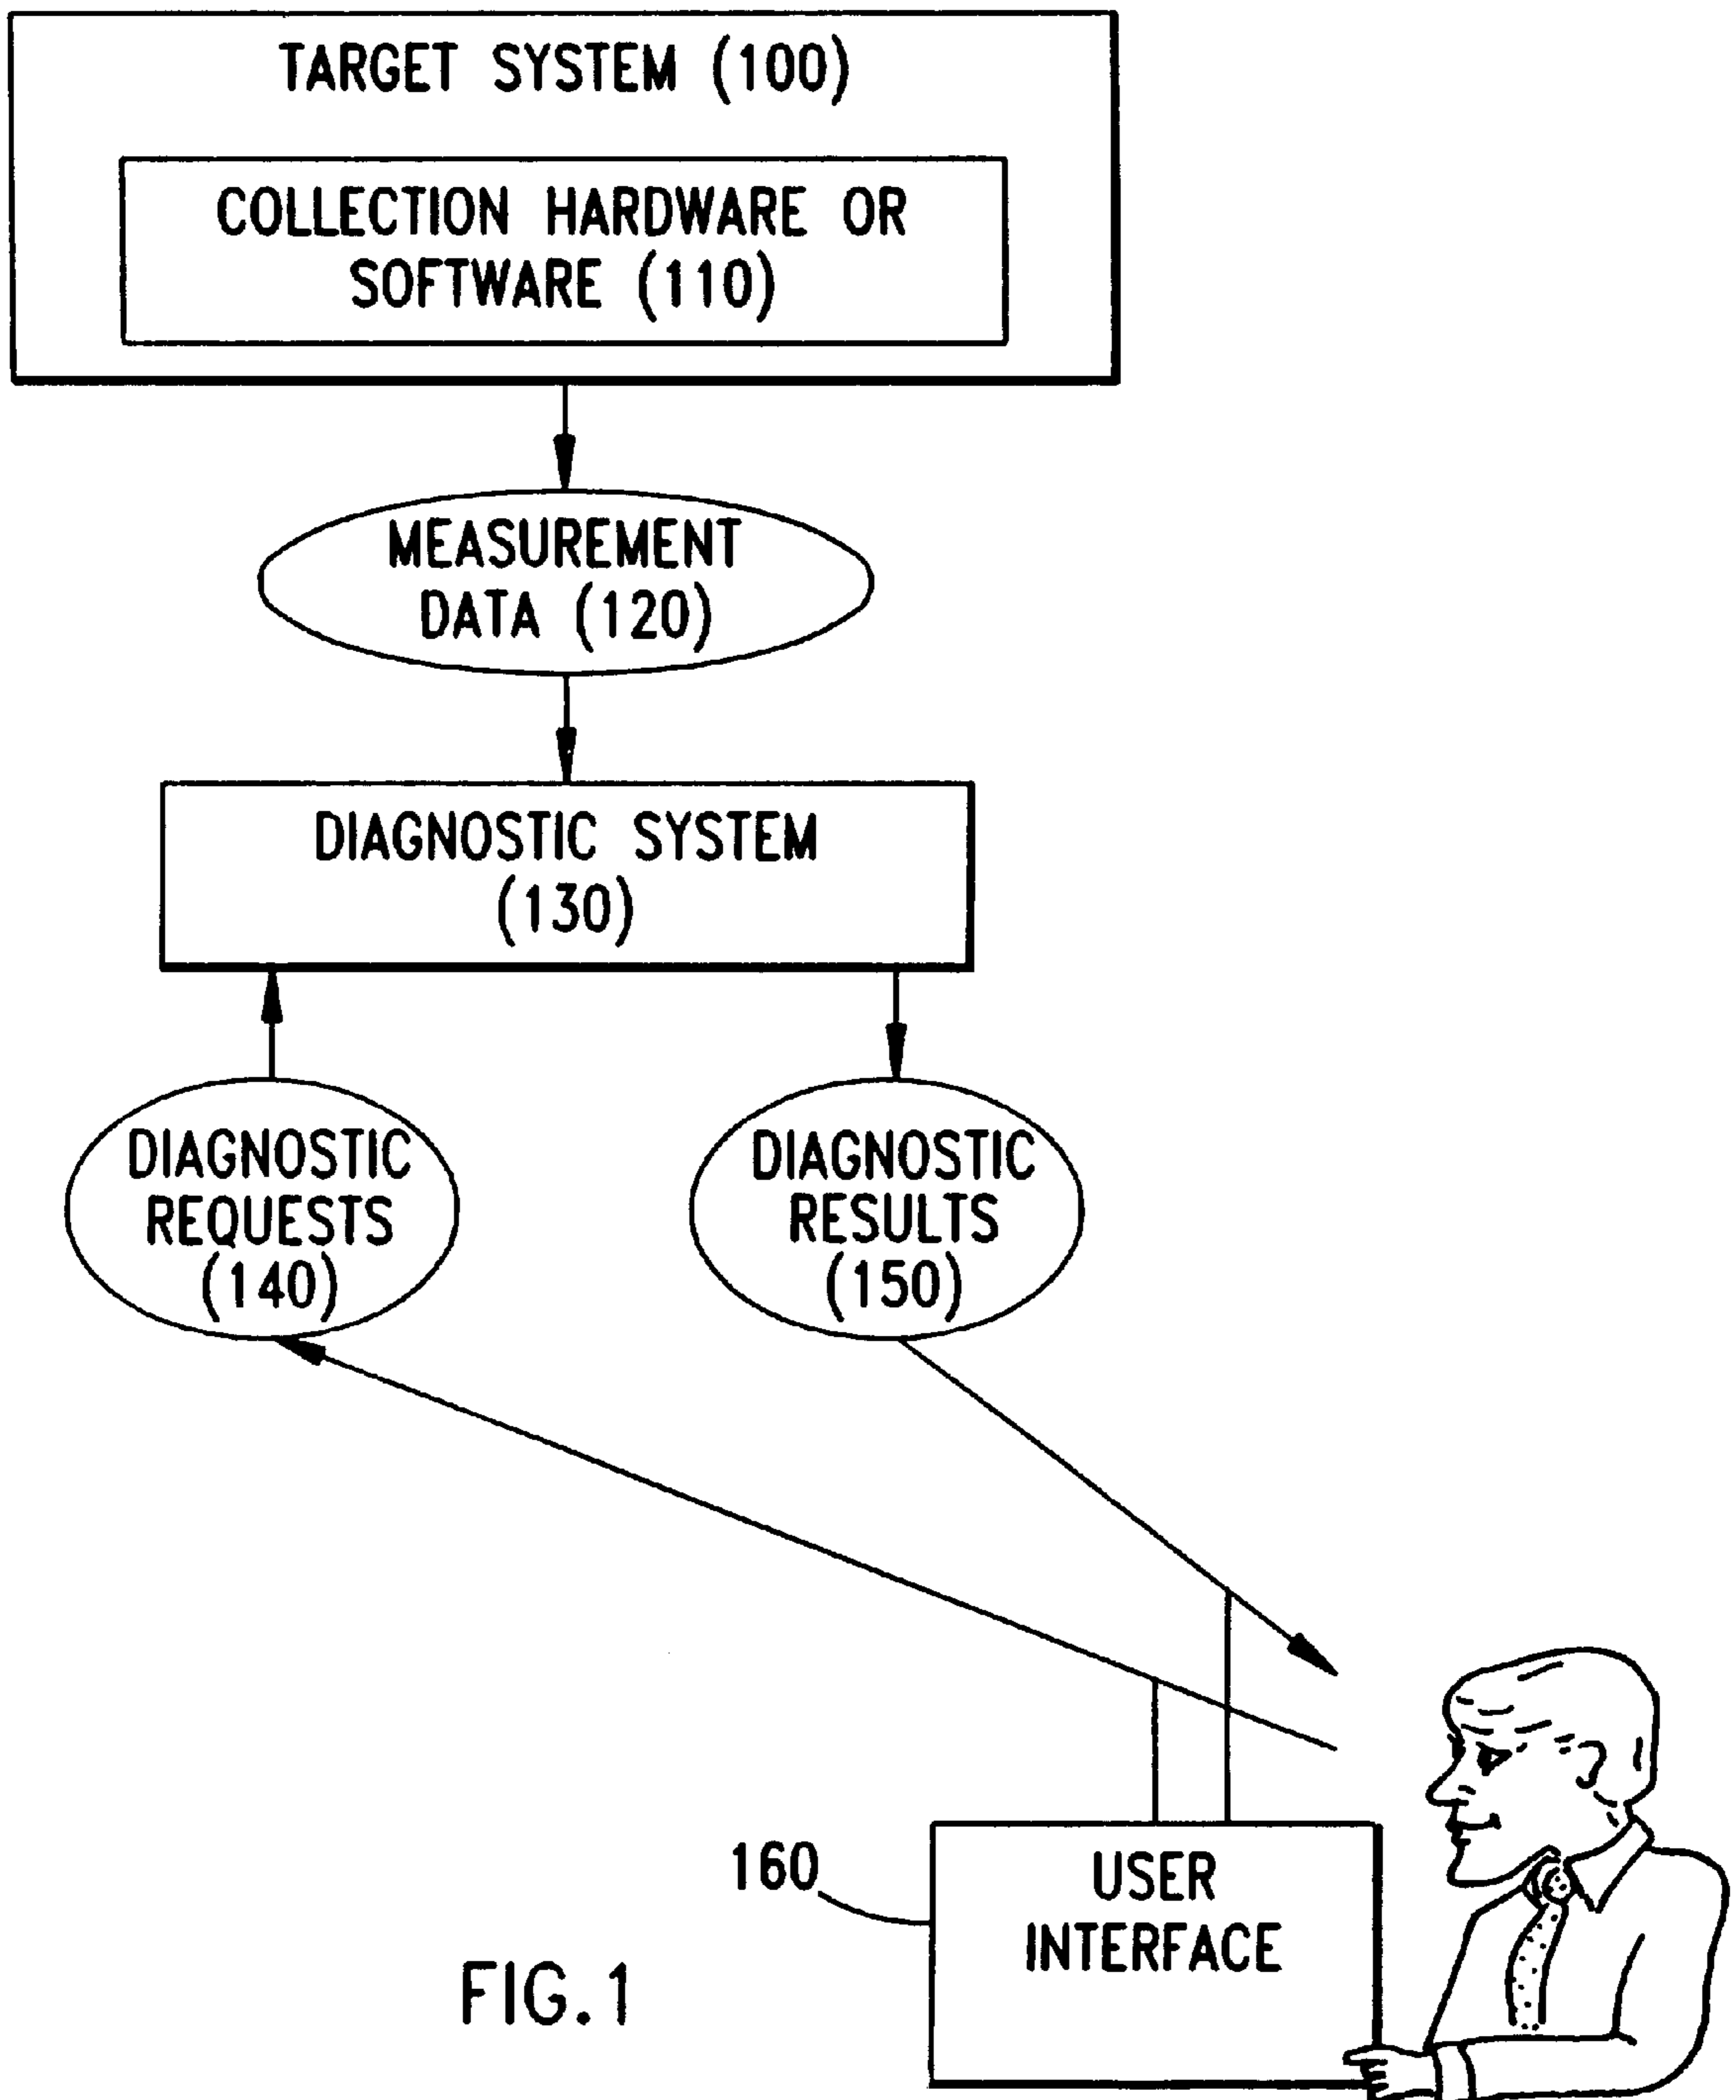 TARGET SYSTEM (100)
COLLECTION HARDWARE OR
SOFTWARE (110)
MEASUREMENT
DATA (120)
DIAGNOSTIC SYSTEM
(130)
DIAGNOSTIC
REQUESTS
(140)
DIAGNOSTIC
RESULTS
(150)
160
USER
INTERFACE
FIG.1